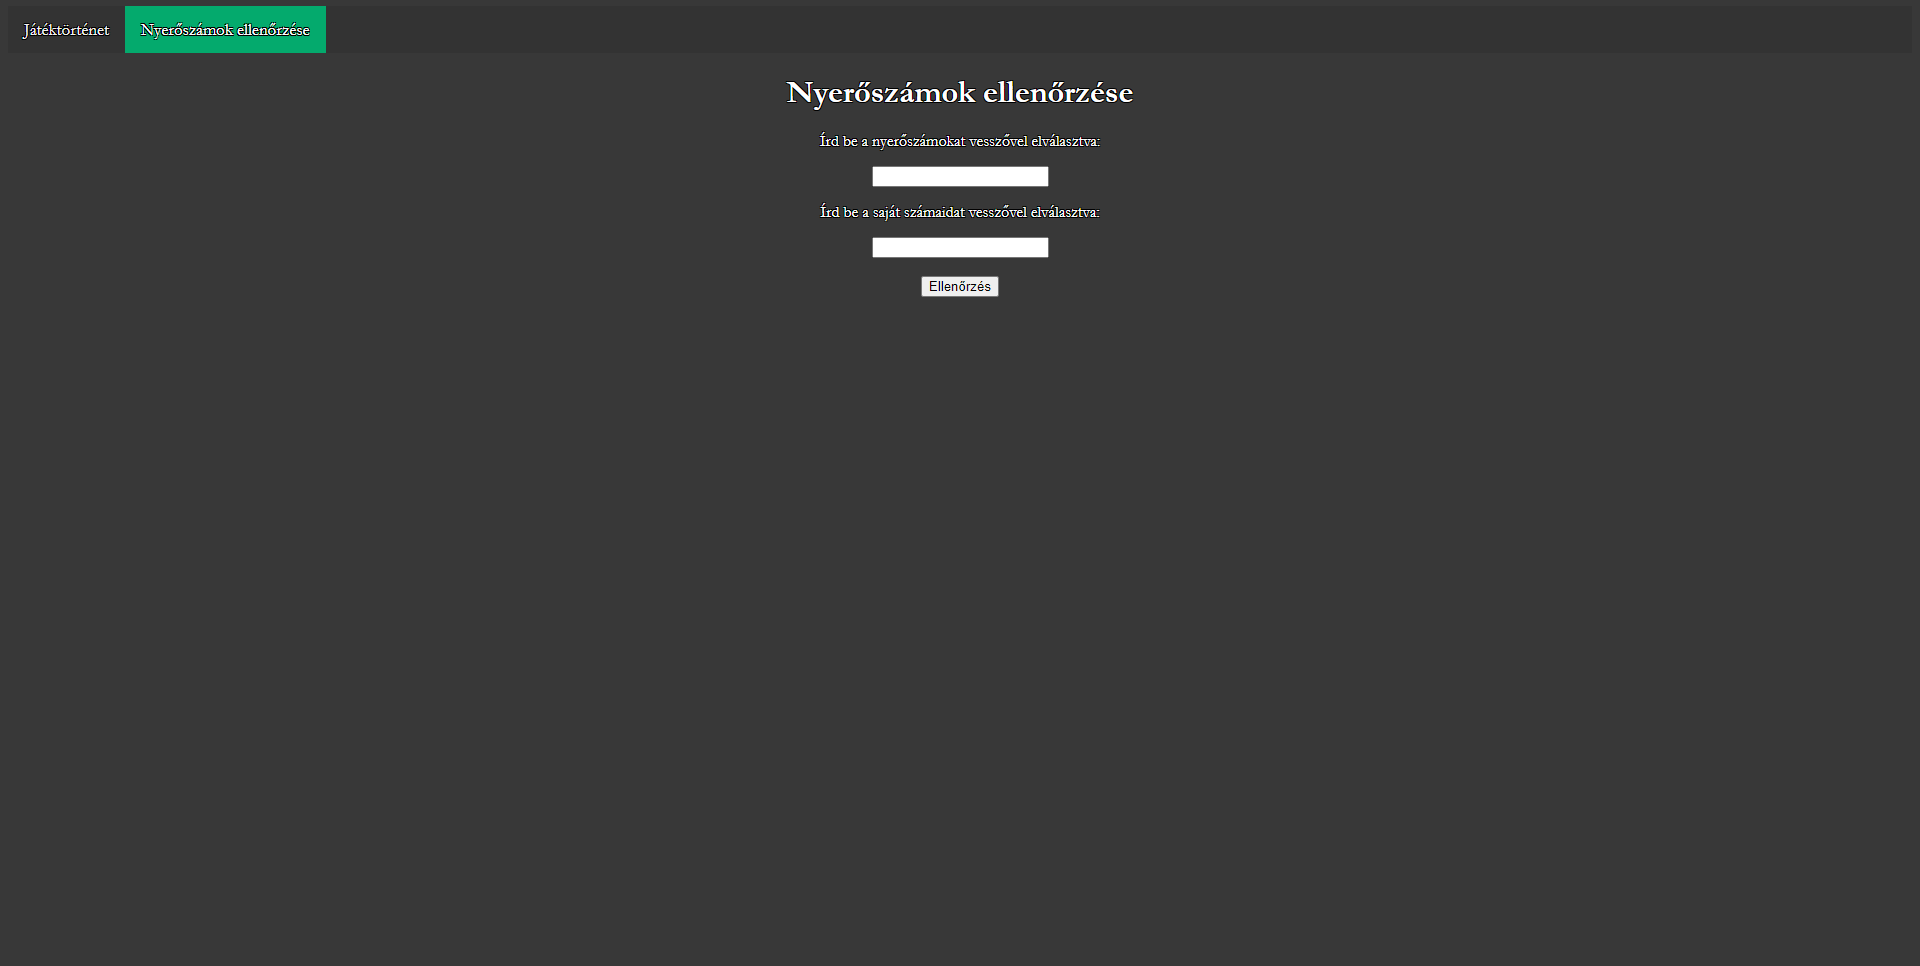 Játéktörténet Nyerőszámok ellenőrzése
Nyerőszámok ellenőrzése
Írd be a nyerőszámokat vesszővel elválasztva:
Írd be a saját számaidat vesszővel elválasztva:
Ellenőrzés